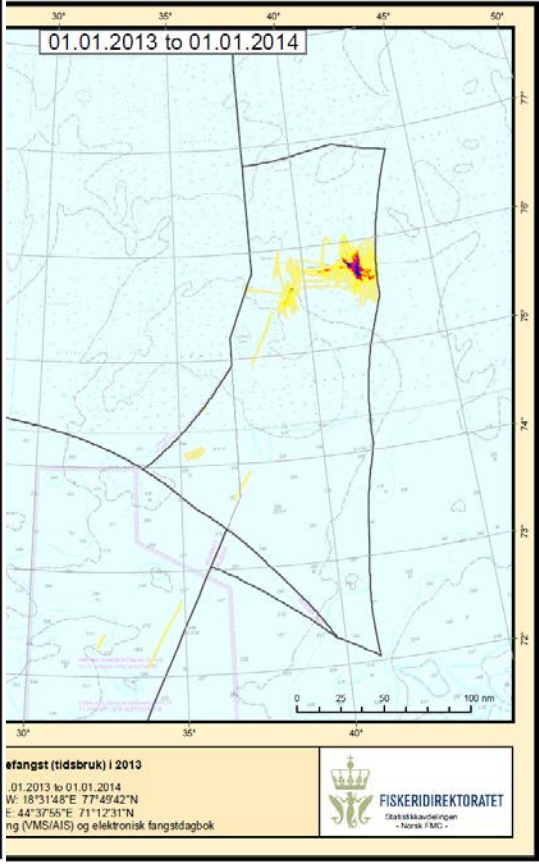 30° 35° 40° 45° 50°
01.01.2013 to 01.01.2014
77°
76°
75°
74°
73°
72°
0 25 50 100 nm
30° 35° 40°
efangst (tidsbruk) i 2013
.01.2013 to 01.01.2014
W: 18°31'48"E 77°49'42"N
E: 44°37'55"E 71°12'31"N
ng (VMS/AIS) og elektronisk fangstdagbok
FISKERIDIREKTORATET
Statistikkavdelingen
- Norsk FMC -